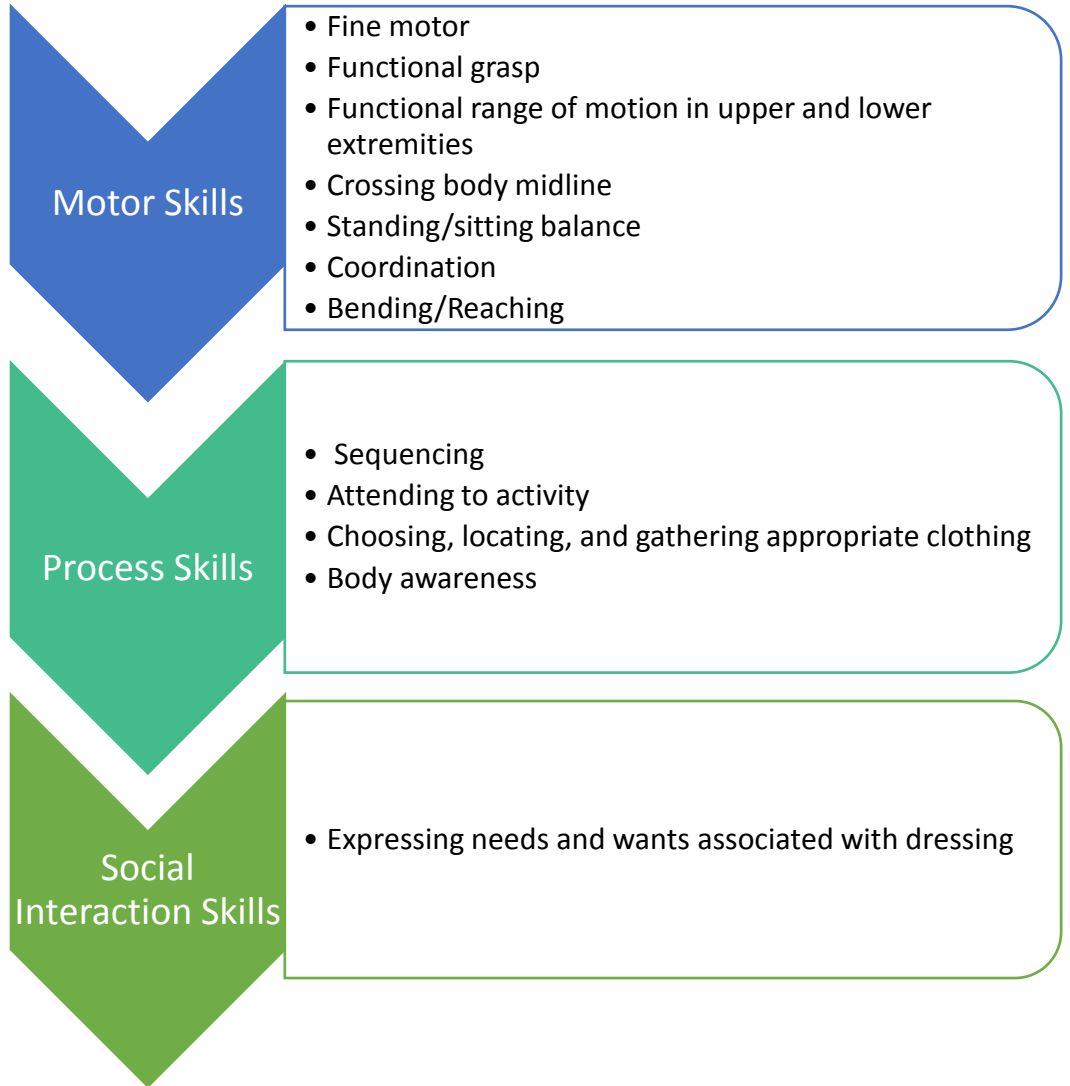 Motor Skills
• Fine motor
• Functional grasp
• Functional range of motion in upper and lower
extremities
• Crossing body midline
• Standing/sitting balance
• Coordination
• Bending/Reaching
Process Skills
• Sequencing
• Attending to activity
• Choosing, locating, and gathering appropriate clothing
• Body awareness
Social
Interaction Skills
• Expressing needs and wants associated with dressing